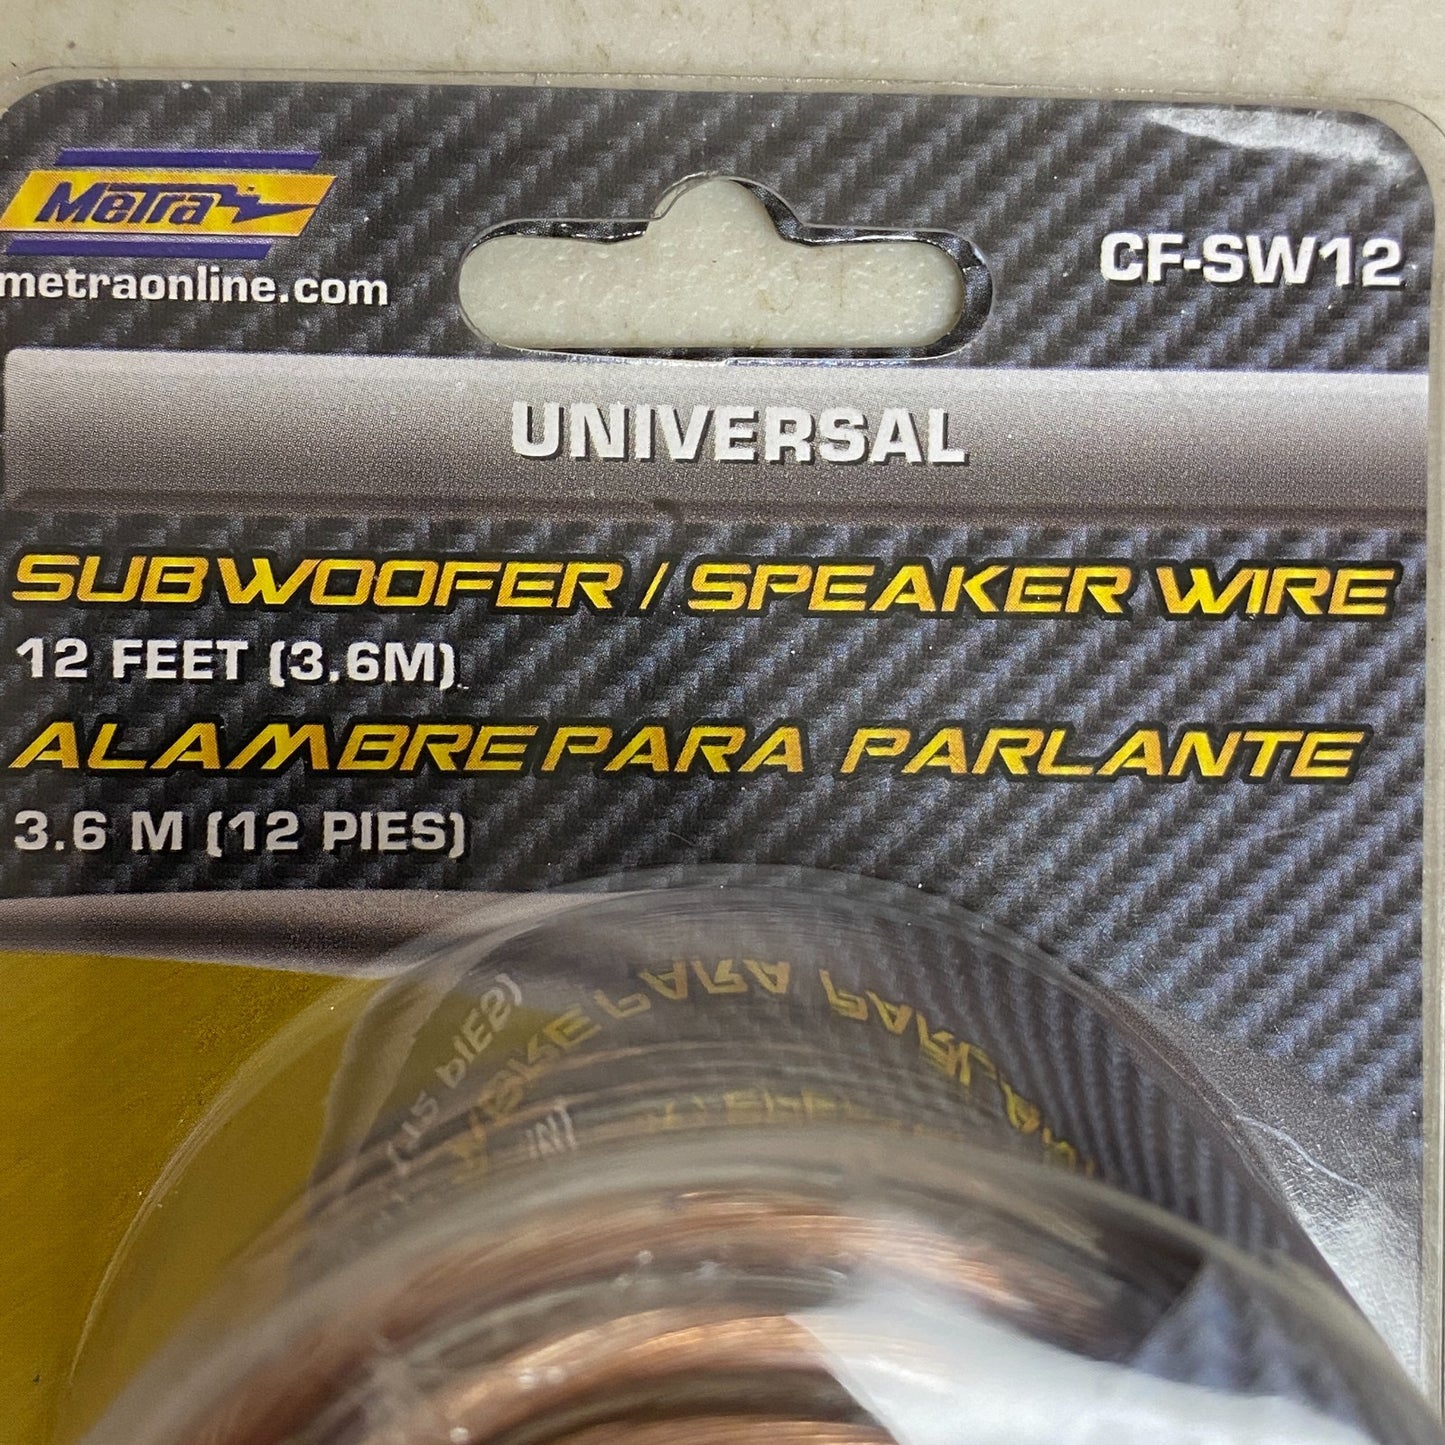 MeTra
metraonline.com
CF-SW12
UNIVERSAL
SUBWOOFER / SPEAKER WIRE
12 FEET (3.6M)
ALAMBRE PARA PARLANTE
3.6 M (12 PIES)